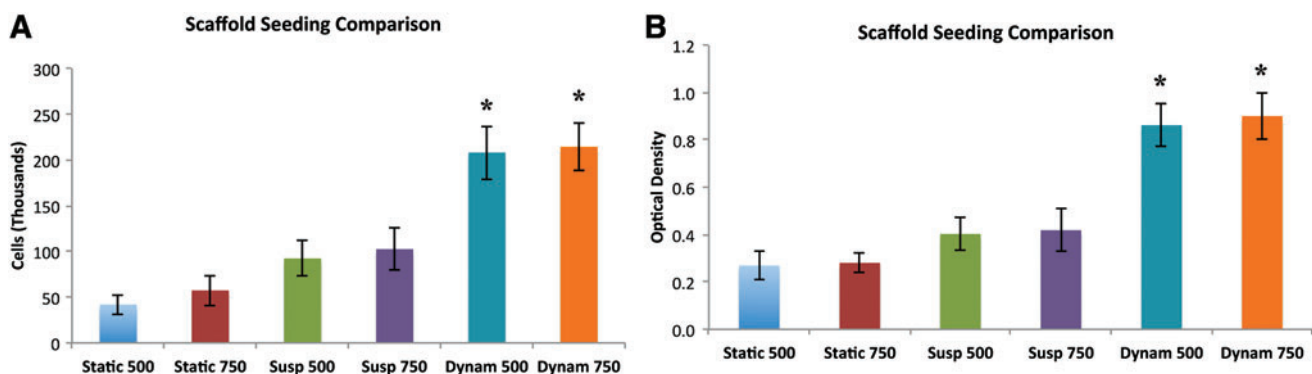 A
Scaffold Seeding Comparison
Cells (Thousands)
300
250
200
150
100
50
0
*
*
Static 500 Static 750 Susp 500 Susp 750 Dynam 500 Dynam 750
B
Scaffold Seeding Comparison
Optical Density
1.2
1.0
0.8
0.6
0.4
0.2
0.0
*
*
Static 500 Static 750 Susp 500 Susp 750 Dynam 500 Dynam 750